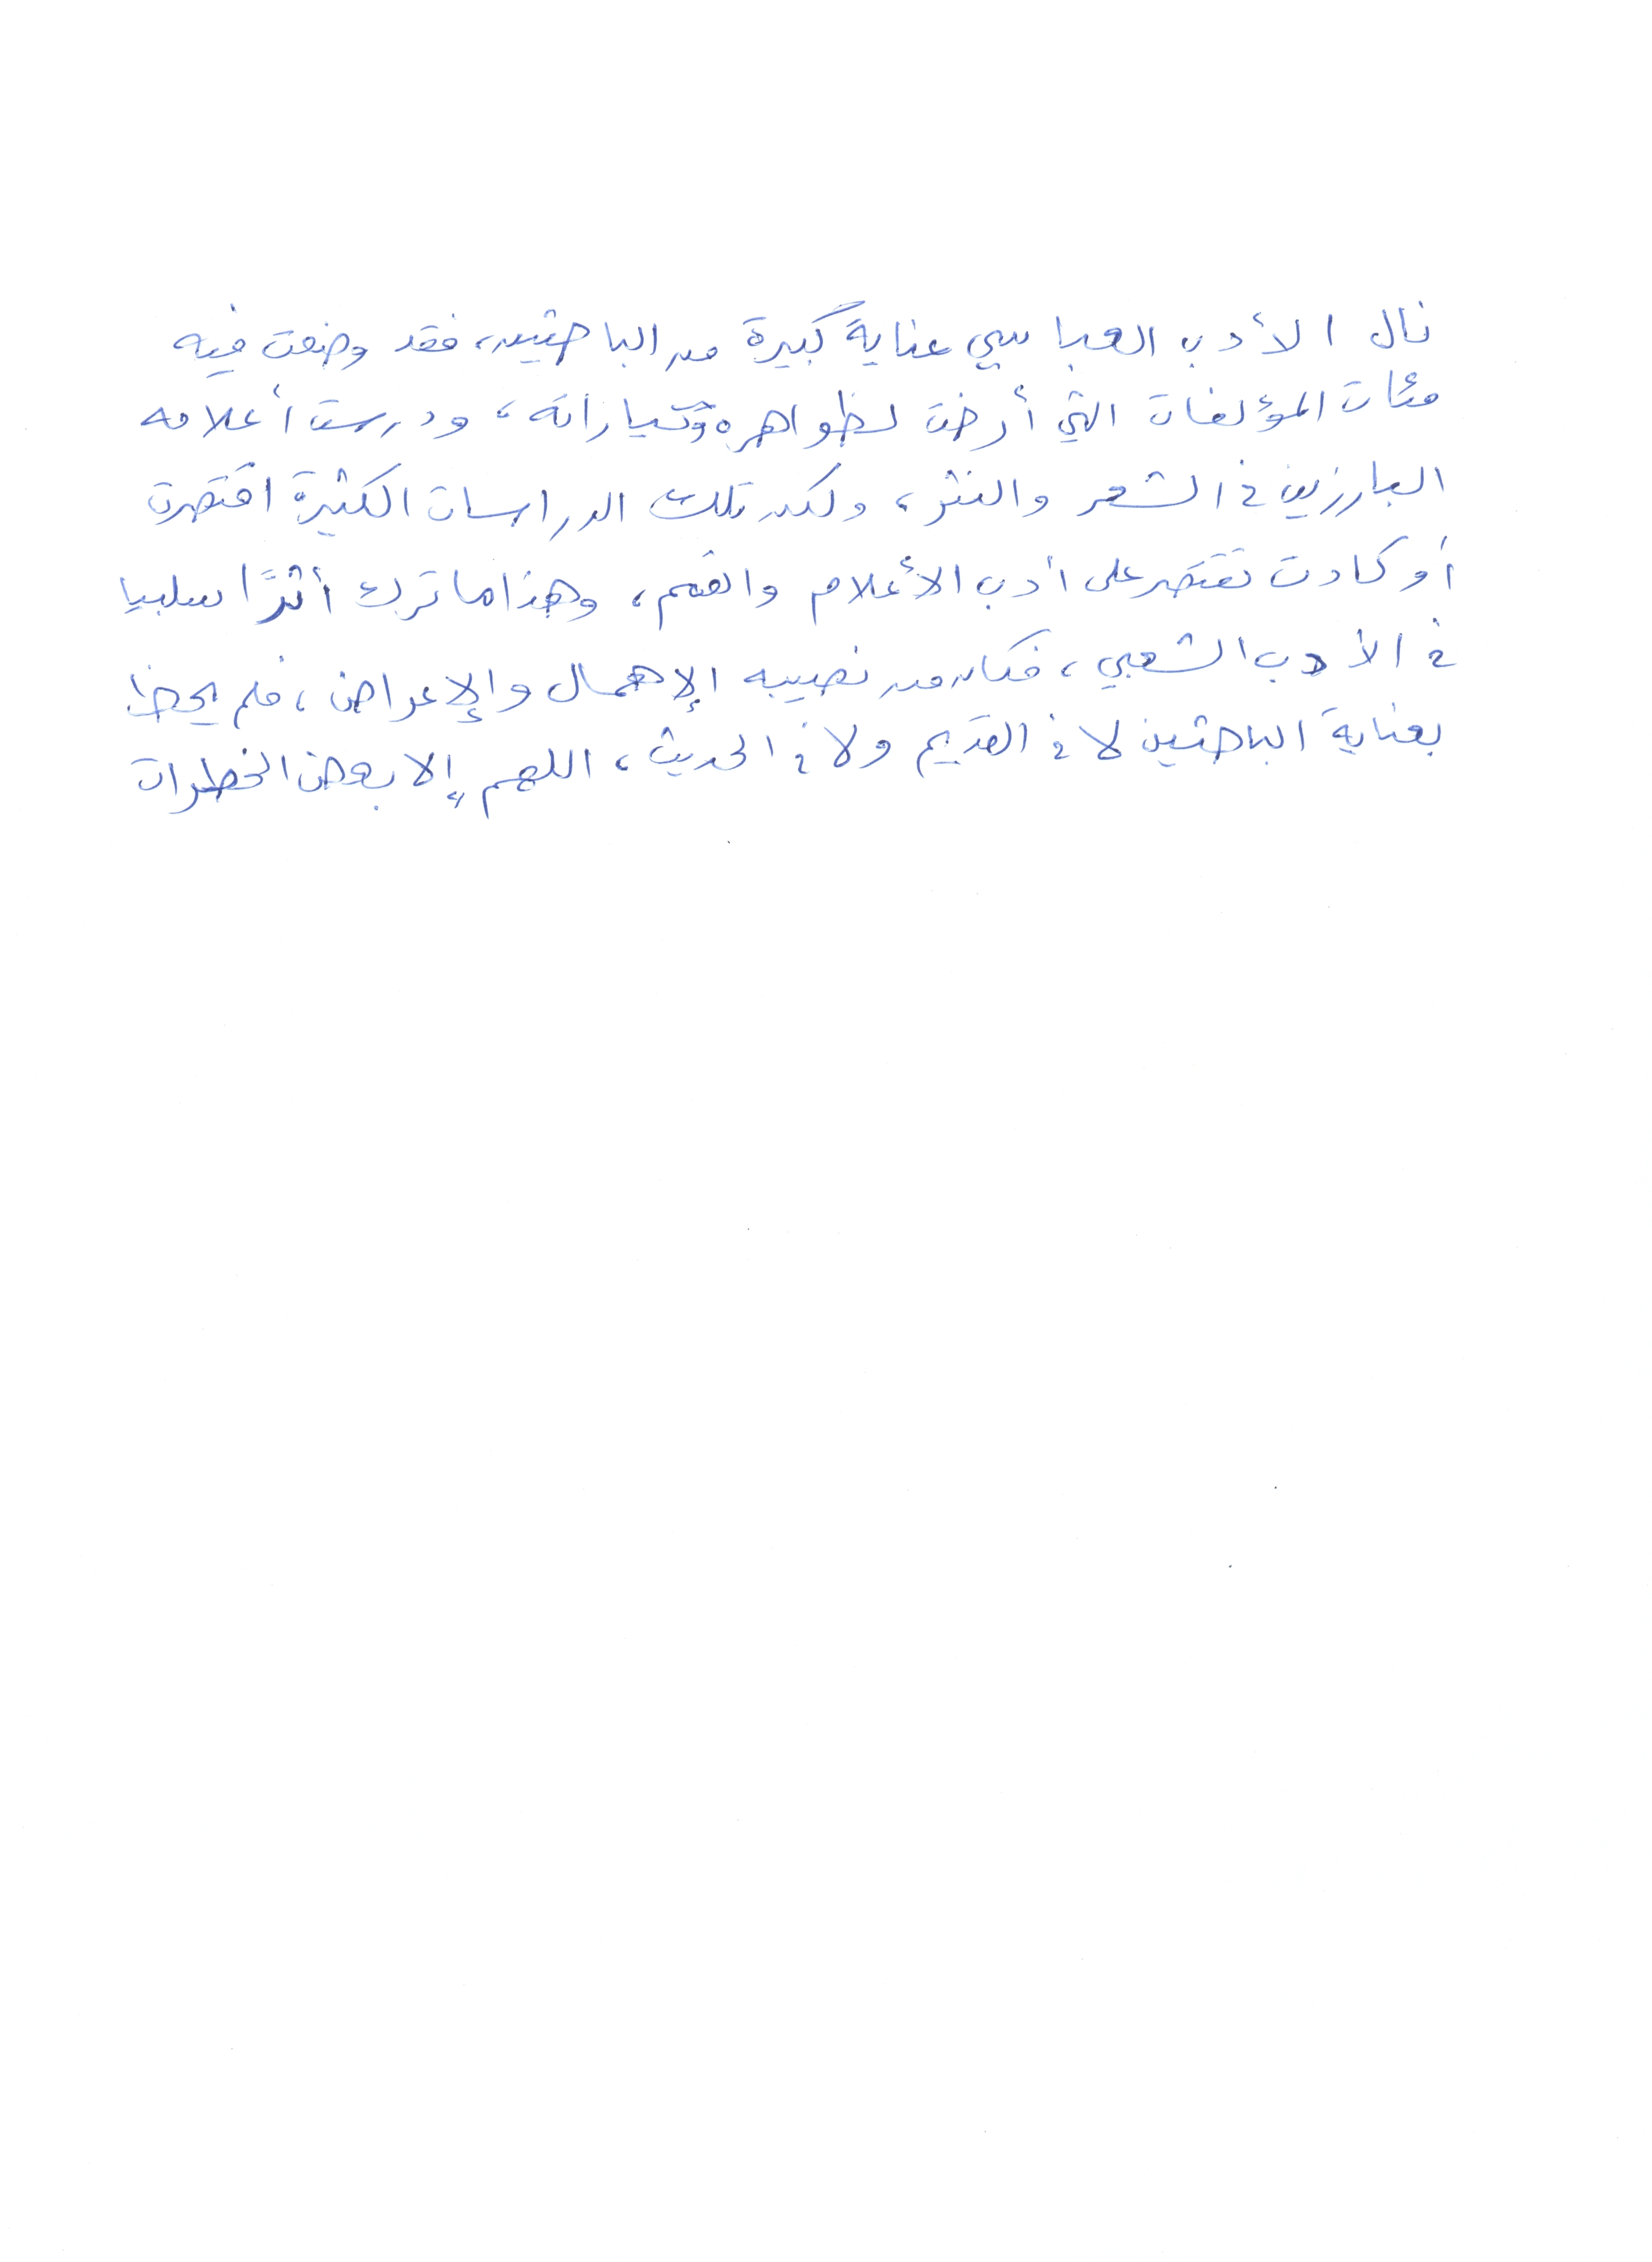 نال الأدب العباسي عنايةً كبيرة من الباحثين، فقد وضعت فيه
مئات المؤلفات التي أرخت لظواهره وتياراته، ودرست أعلامه
البارزين في الشعر والنثر، ولكن تلك الدراسات الكثيرة اقتصرت
أو كادت تقتصر على أدب الأعلام والقمم، وهذا ما ترك أثرًا سلبيا
في الأدب الشعبي، فكان من نصيبه الإهمال والإعراض، فلم يحظ
بعناية الباحثين لا في القديم ولا في الحديث، اللهم إلا بعض الخطرات